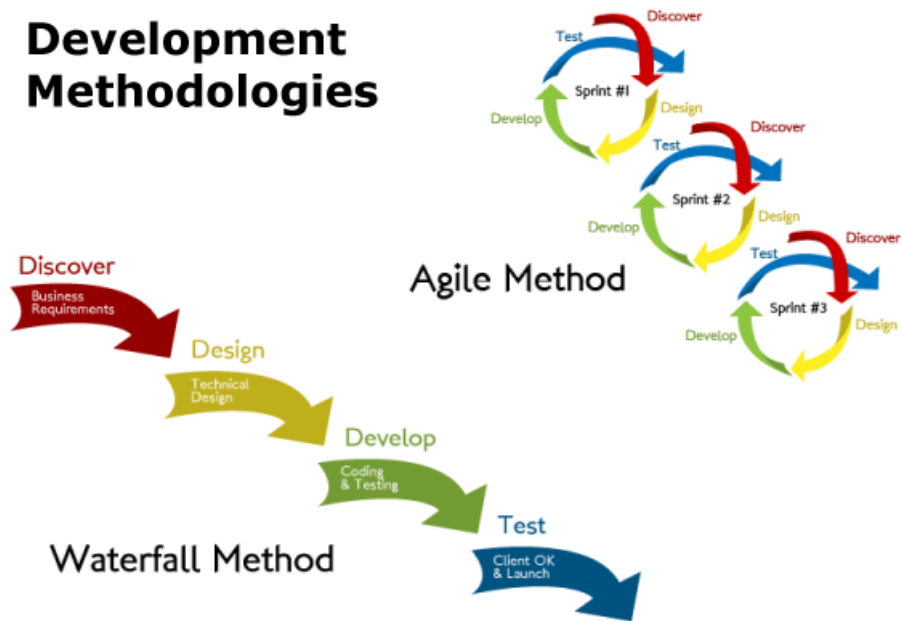 Development
Methodologies
Discover
Test
Sprint #1
Design
Develop
Discover
Test
Sprint #2
Design
Develop
Discover
Test
Sprint #3
Design
Develop
Agile Method
Discover
Business
Requirements
Design
Technical
Design
Develop
Coding
& Testing
Test
Client OK
& Launch
Waterfall Method